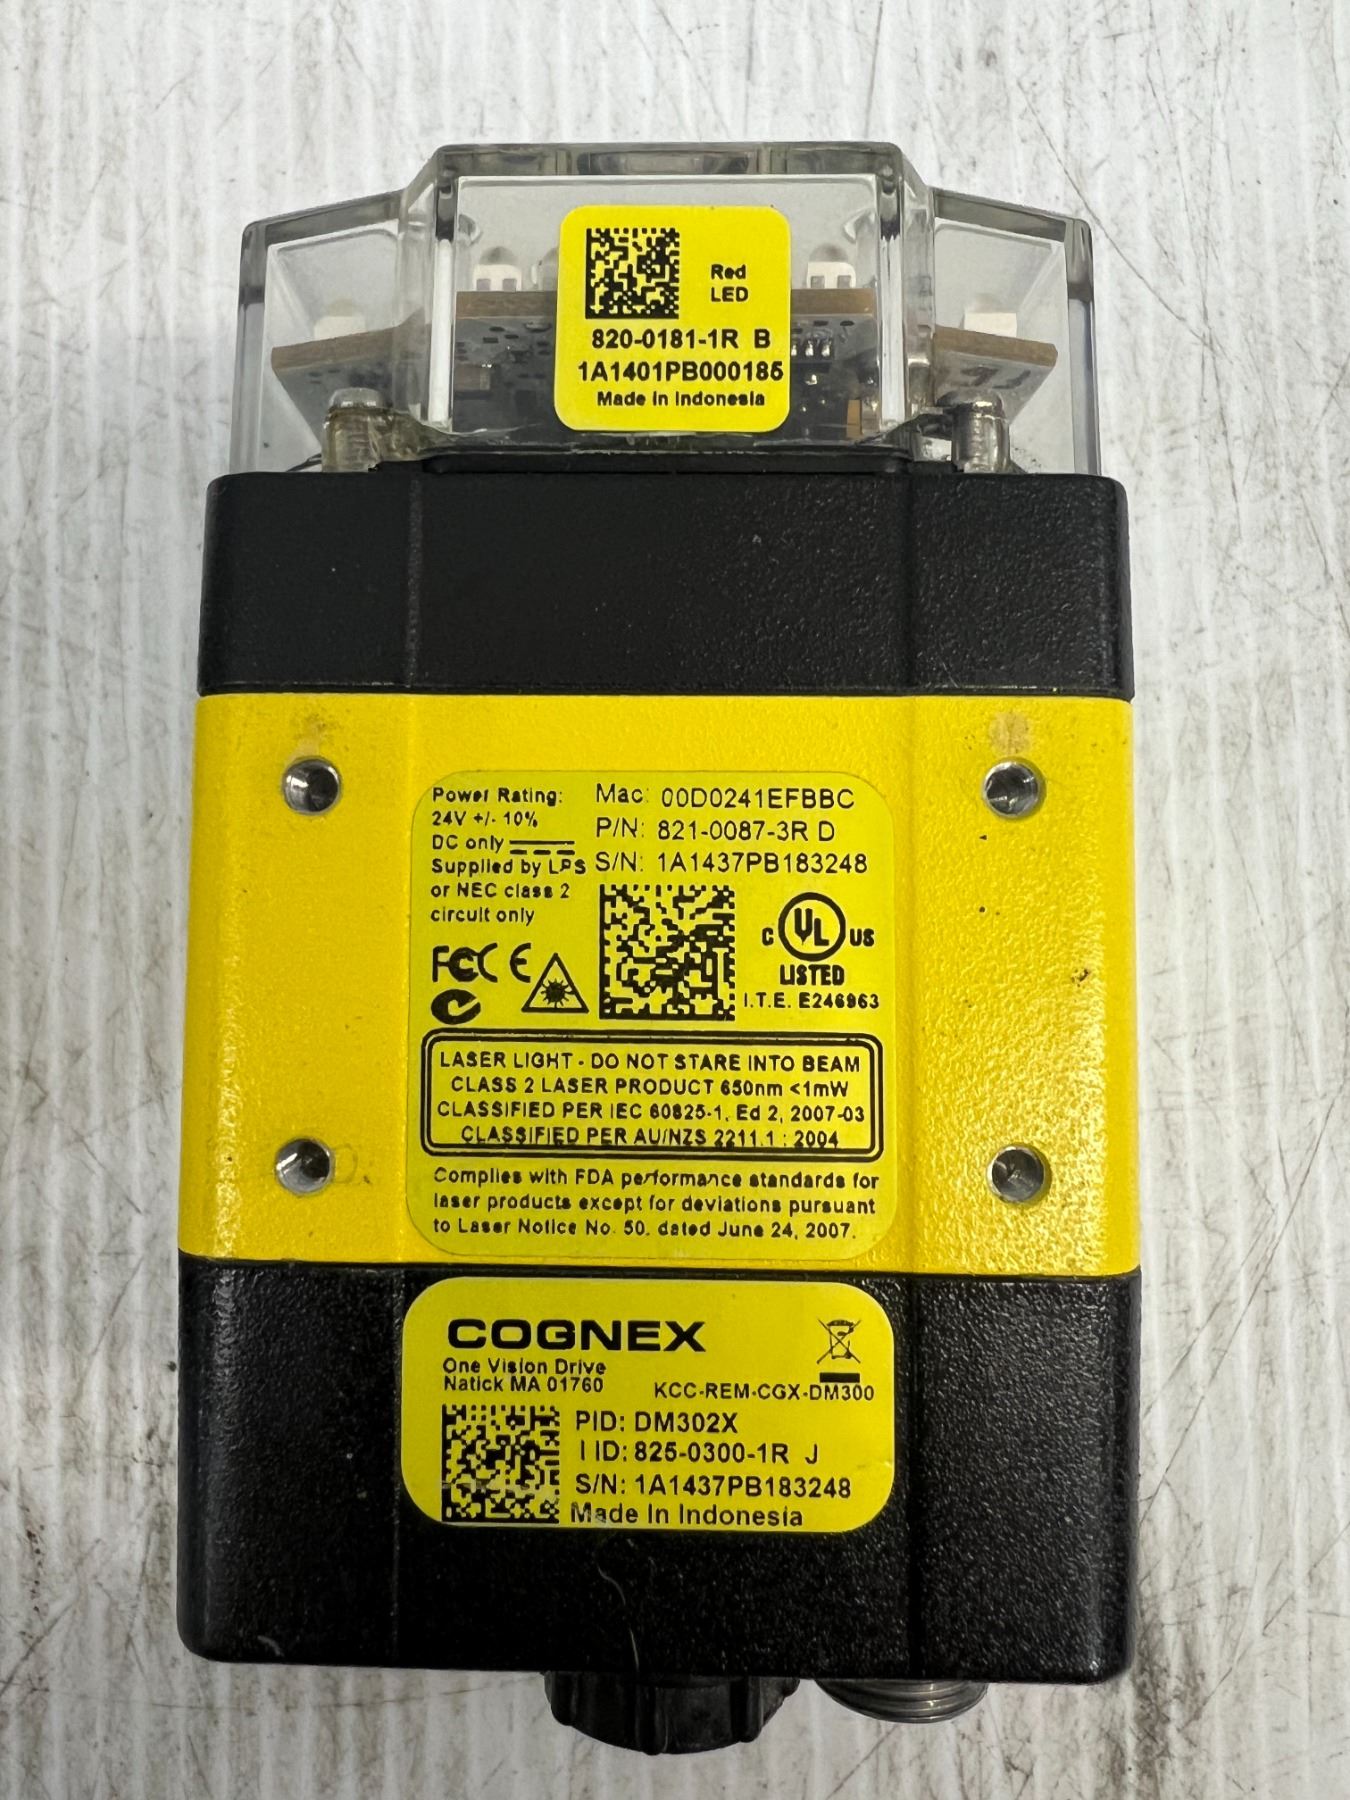 Red
LED
820-0181-1R B
1A1401PB000185
Made in Indonesia
Power Rating:
24V +/- 10%
DC only
Supplied by LPS
or NEC class 2
circuit only
Mac: 00D0241EFBBC
P/N: 821-0087-3R D
S/N: 1A1437PB183248
FC CE
C UL US
LISTED
I.T.E. E246963
LASER LIGHT - DO NOT STARE INTO BEAM
CLASS 2 LASER PRODUCT 650nm <1mW
CLASSIFIED PER IEC 60825-1, Ed 2, 2007-03
CLASSIFIED PER AU/NZS 2211.1 : 2004
Complies with FDA performance standards for
laser products except for deviations pursuant
to Laser Notice No. 50, dated June 24, 2007.
COGNEX
One Vision Drive
Natick MA 01760
KCC-REM-CGX-DM300
PID: DM302X
I ID: 825-0300-1R J
S/N: 1A1437PB183248
Made In Indonesia